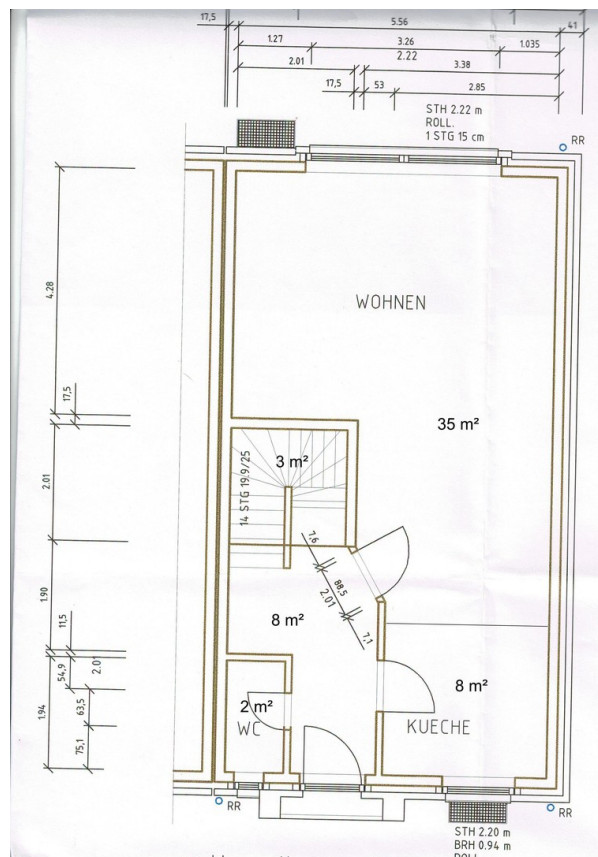 17,5
5.56
41
1.27
3.26
1.035
2.22
2.01
3.38
17,5
53
2.85
STH 2.22 m
ROLL.
1 STG 15 cm
RR
4.28
WOHNEN
17,5
35 m²
3 m²
14 STG 19.9/25
2.01
7,6
88,5
2.01
7,1
1.90
11,5
8 m²
54,9
2.01
8 m²
2 m²
WC
KUECHE
1.94
63,5
75,1
RR
RR
STH 2.20 m
BRH 0.94 m
ROLL